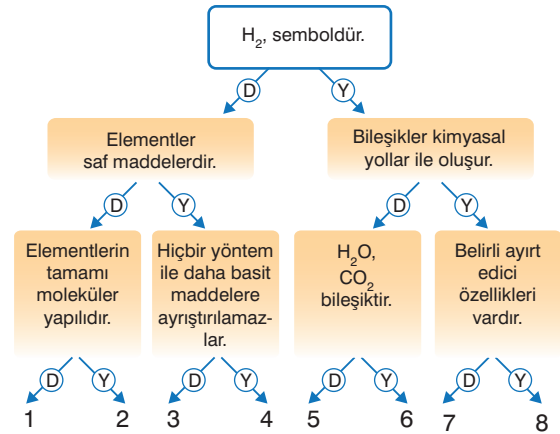 H₂, semboldür.
D
Y
Elementler
saf maddelerdir.
Bileşikler kimyasal
yollar ile oluşur.
D
Y
D
Y
Elementlerin
tamamı
moleküler
yapılıdır.
Hiçbir yöntem
ile daha basit
maddelere
ayrıştırılamaz-
lar.
H₂O,
CO₂
bileşiktir.
Belirli ayırt
edici
özellikleri
vardır.
D
Y
D
Y
D
Y
D
Y
1
2
3
4
5
6
7
8